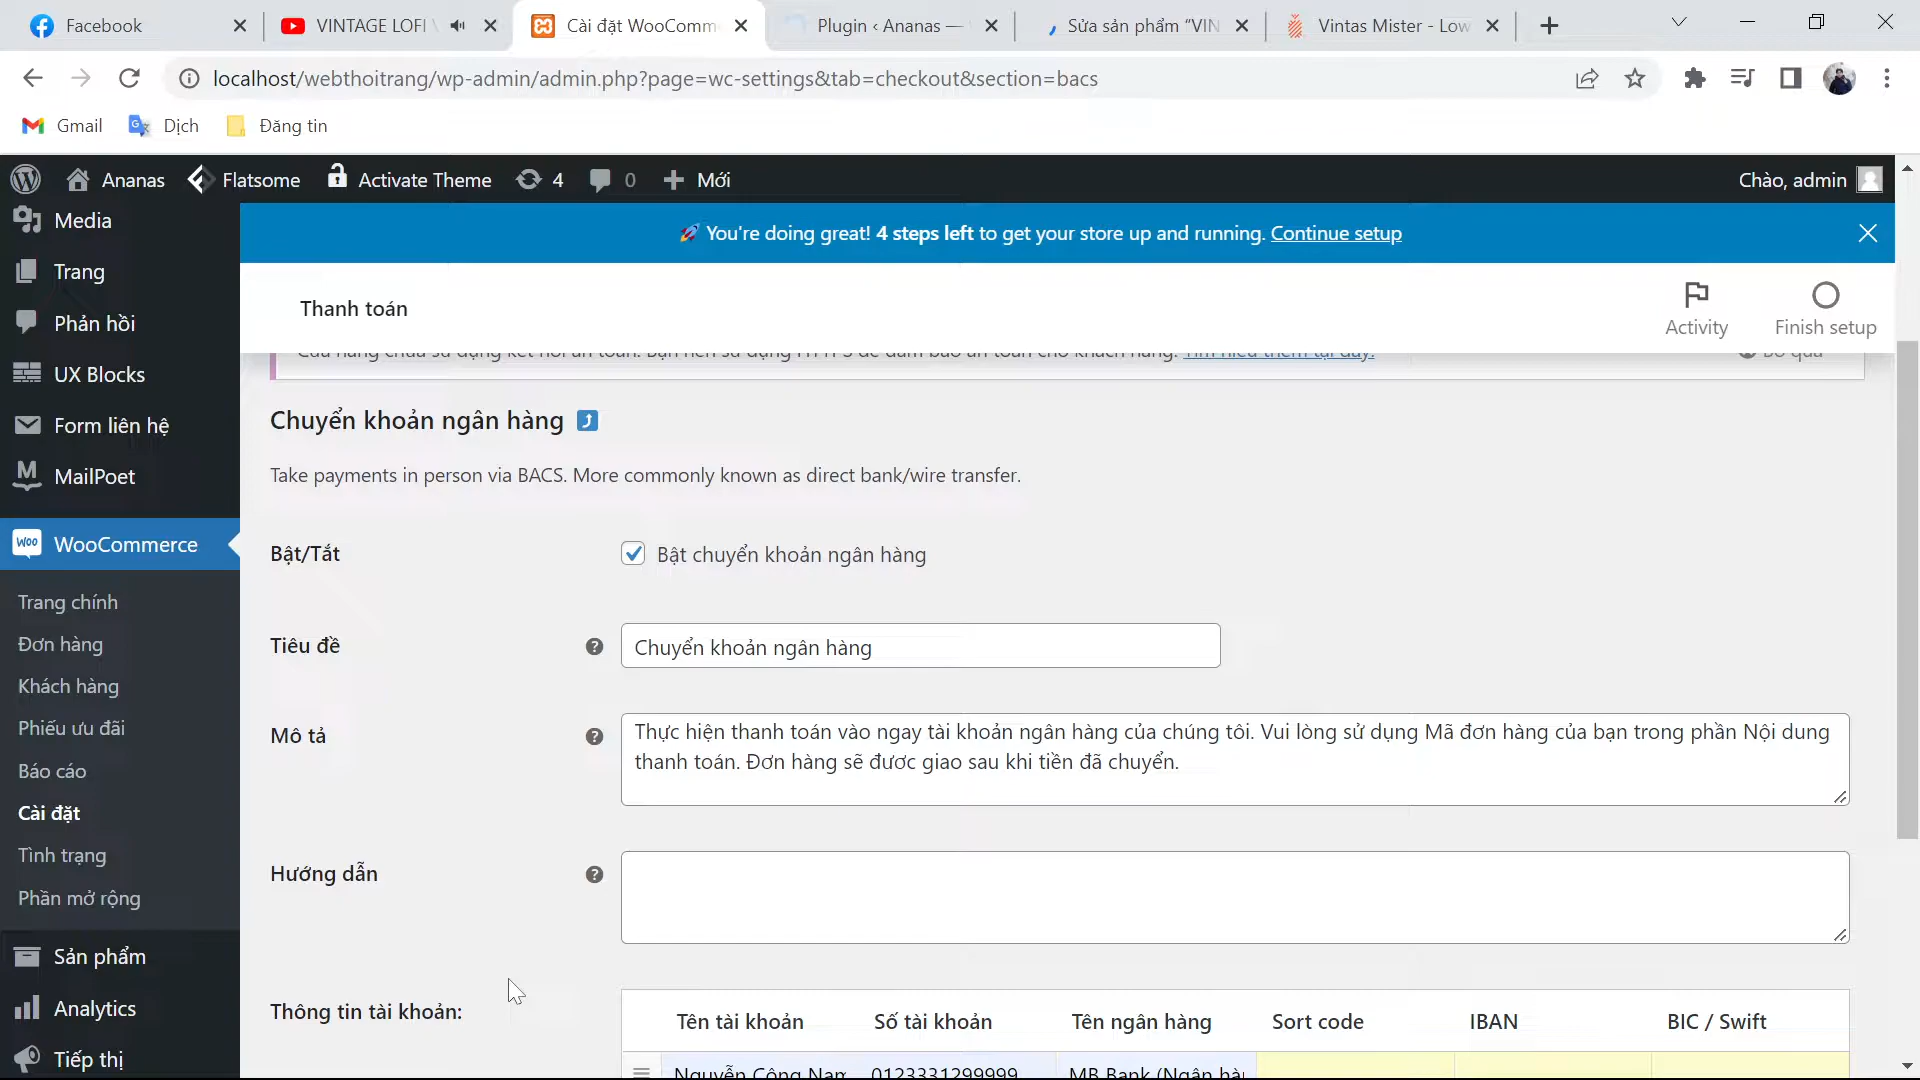 Facebook
VINTAGE LOFI
Cài đặt WooComm
Plugin ‹ Ananas —
Sửa sản phẩm “VIN
Vintas Mister - Low
localhost/webthoitrang/wp-admin/admin.php?page=wc-settings&tab=checkout&section=bacs
Gmail
Dịch
Đăng tin
Ananas
Flatsome
Activate Theme
4
0
Mới
Chào, admin
Media
Trang
Phản hồi
UX Blocks
Form liên hệ
MailPoet
WooCommerce
Trang chính
Đơn hàng
Khách hàng
Phiếu ưu đãi
Báo cáo
Cài đặt
Tình trạng
Phần mở rộng
Sản phẩm
Analytics
Tiếp thị
You're doing great! 4 steps left to get your store up and running. Continue setup
Thanh toán
Activity
Finish setup
Chuyển khoản ngân hàng
Take payments in person via BACS. More commonly known as direct bank/wire transfer.
Bật/Tắt
Bật chuyển khoản ngân hàng
Tiêu đề
Chuyển khoản ngân hàng
Mô tả
Thực hiện thanh toán vào ngay tài khoản ngân hàng của chúng tôi. Vui lòng sử dụng Mã đơn hàng của bạn trong phần Nội dung
thanh toán. Đơn hàng sẽ đươc giao sau khi tiền đã chuyển.
Hướng dẫn
Thông tin tài khoản:
Tên tài khoản
Số tài khoản
Tên ngân hàng
Sort code
IBAN
BIC / Swift
Nguyễn Công Nam
0123331299999
MB Bank (Ngân hàn